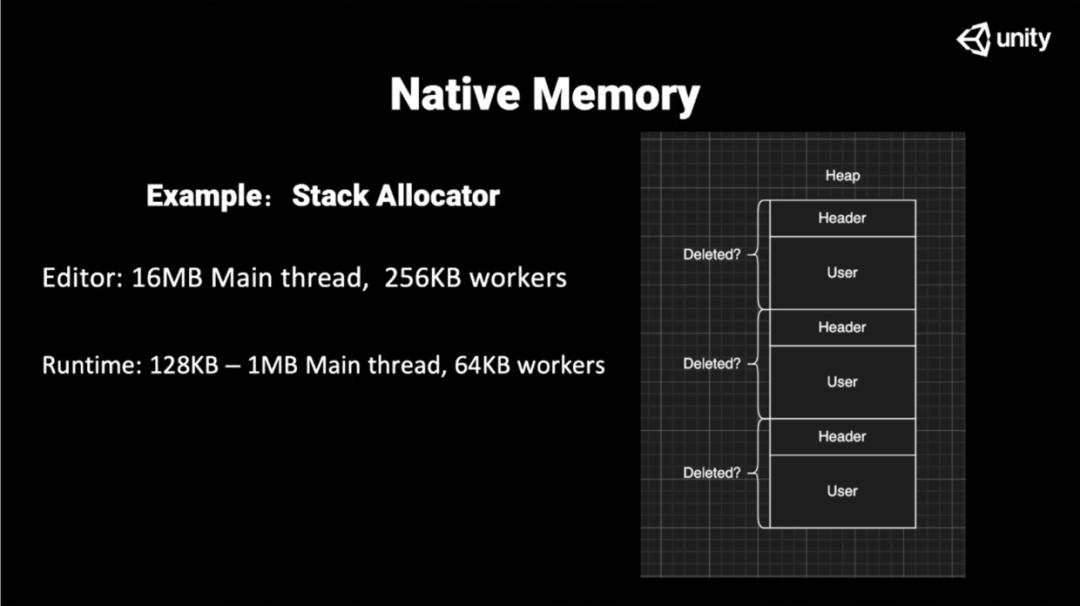 unity
Native Memory
Example： Stack Allocator
Editor: 16MB Main thread, 256KB workers
Runtime: 128KB – 1MB Main thread, 64KB workers
Heap
Header
Deleted?
User
Header
Deleted?
User
Header
Deleted?
User